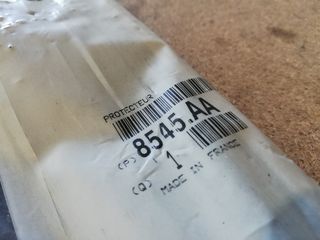 PROTECTEUR
(P) 8545.AA
(Q) 1
MADE IN FRANCE